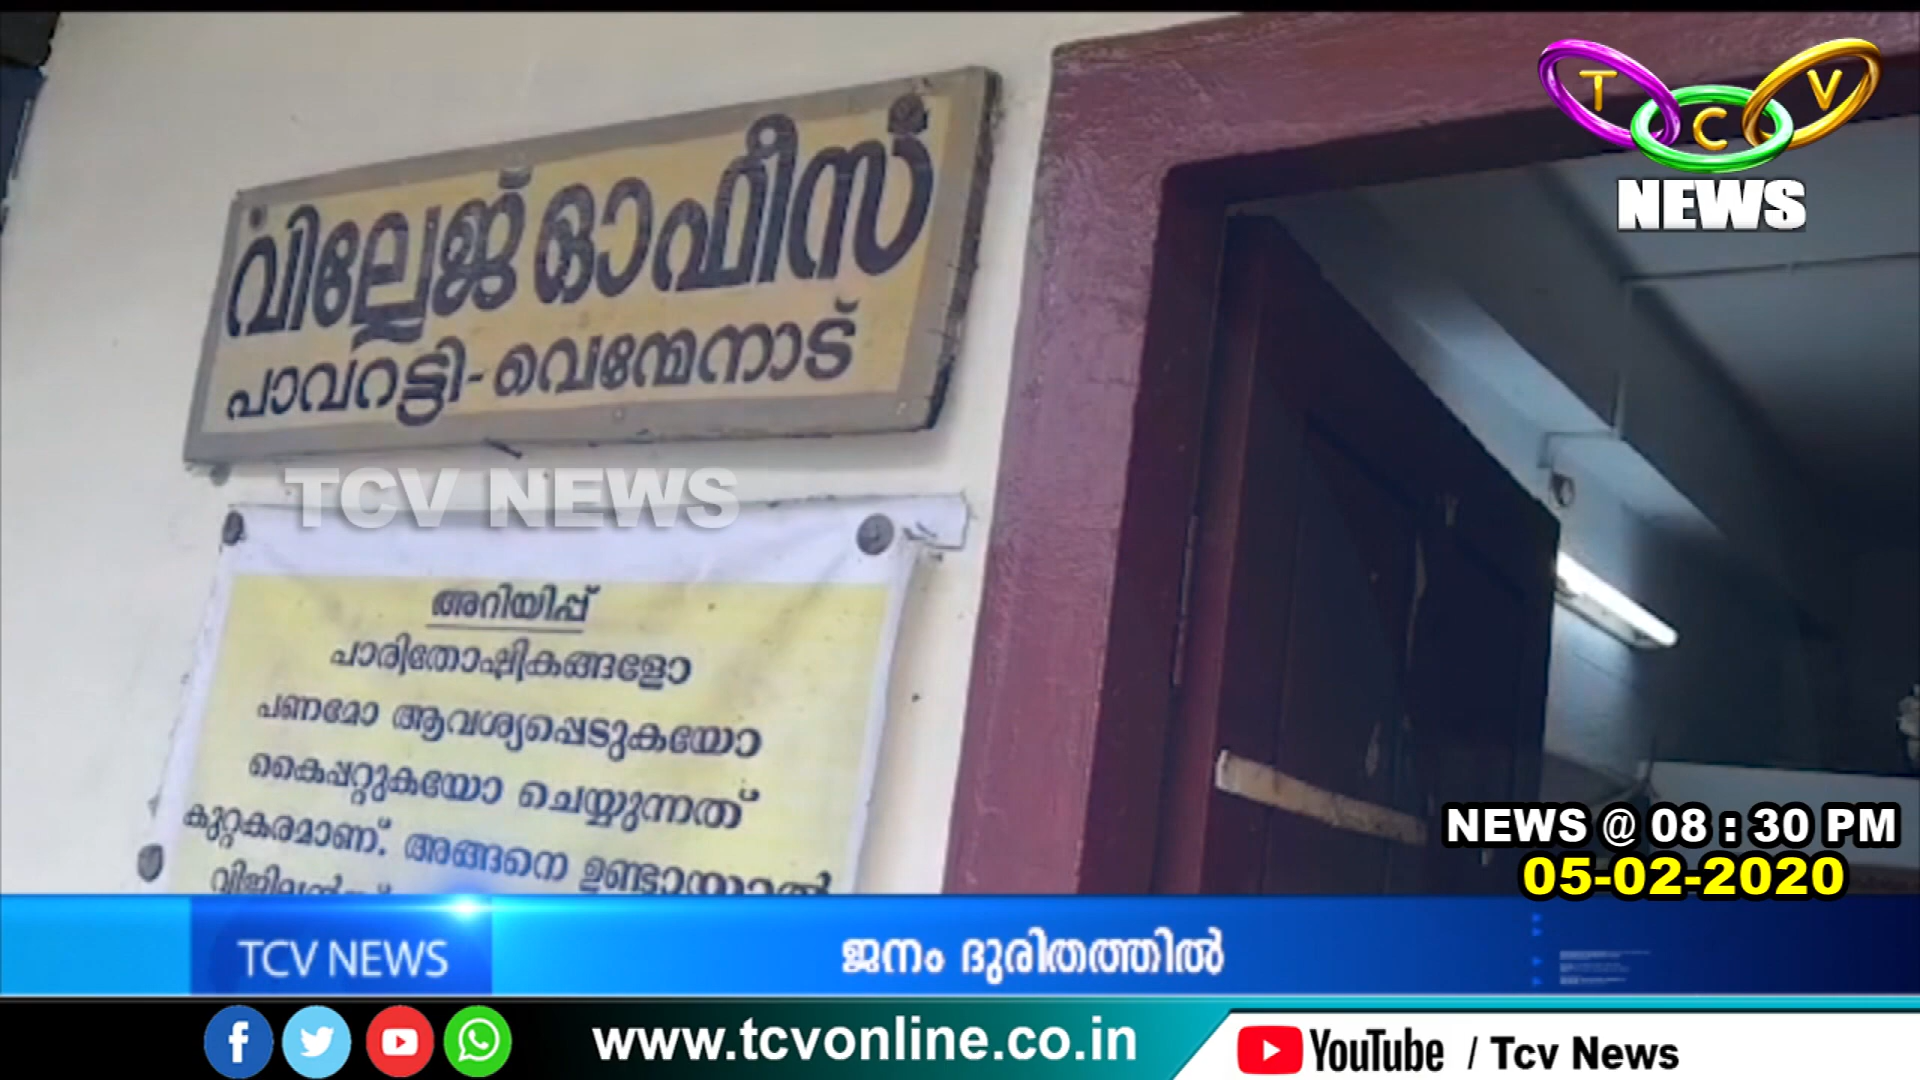 T C V
NEWS
വില്ലേജ് ഓഫീസ്
പാവറട്ടി-വെന്മേനാട്
TCV NEWS
അറിയിപ്പ്
പാരിതോഷികങ്ങളോ
പണമോ ആവശ്യപ്പെടുകയോ
കൈപ്പറ്റുകയോ ചെയ്യുന്നത്
കുറ്റകരമാണ്. അങ്ങനെ ഉണ്ടായാൽ
NEWS @ 08 : 30 PM
05-02-2020
TCV NEWS
ജനം ദുരിതത്തിൽ
www.tcvonline.co.in
YouTube / Tcv News